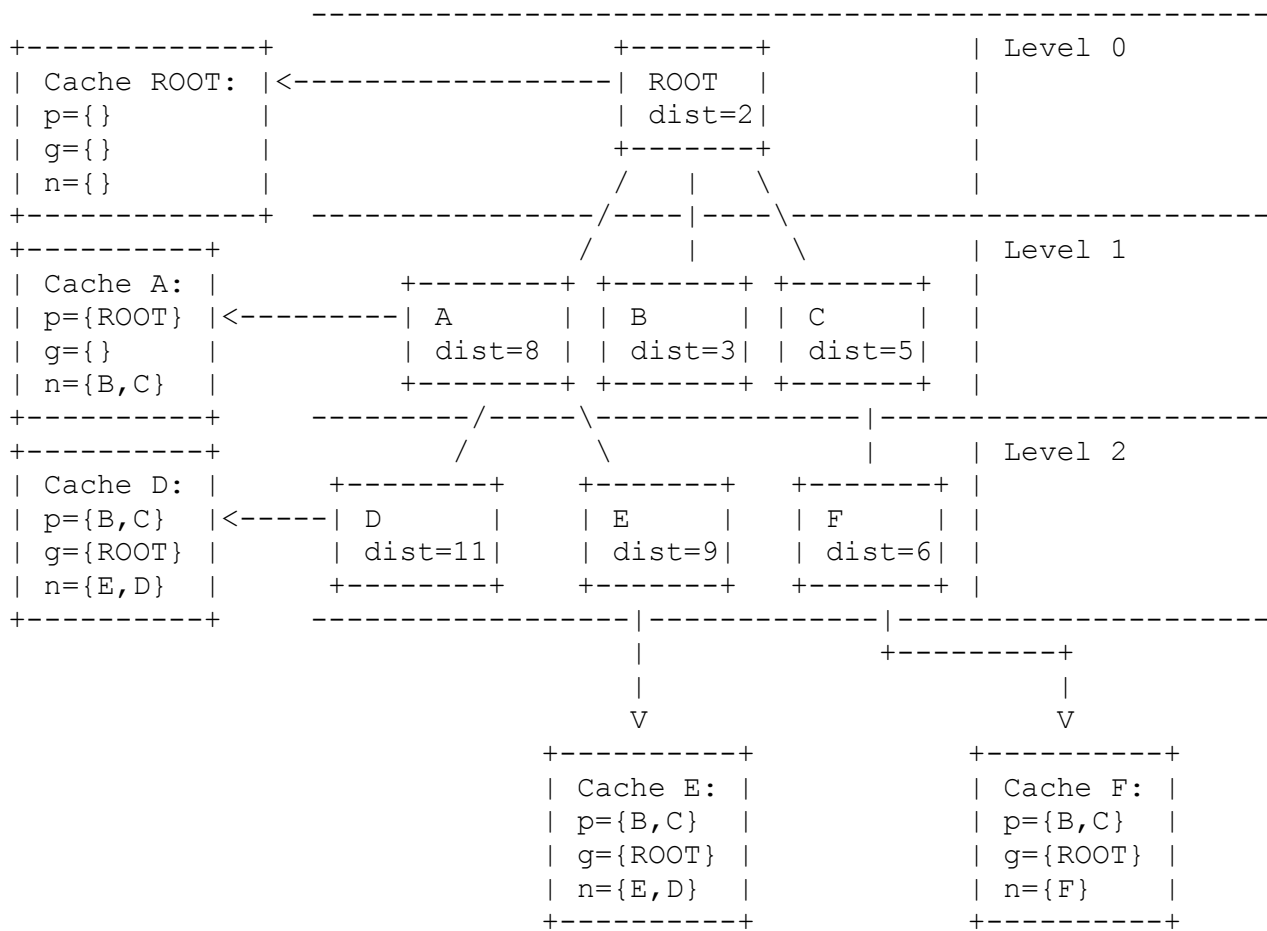 Level 0
Cache ROOT:
p={}
g={}
n={}
ROOT
dist=2
Level 1
Cache A:
p={ROOT}
g={}
n={B,C}
A
dist=8
B
dist=3
C
dist=5
Level 2
Cache D:
p={B,C}
g={ROOT}
n={E,D}
D
dist=11
E
dist=9
F
dist=6
Cache E:
p={B,C}
g={ROOT}
n={E,D}
Cache F:
p={B,C}
g={ROOT}
n={F}